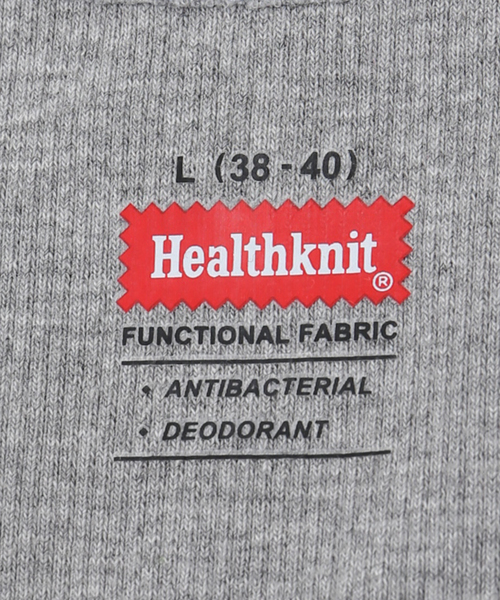 L (38-40)
Healthknit®
FUNCTIONAL FABRIC
• ANTIBACTERIAL
• DEODORANT